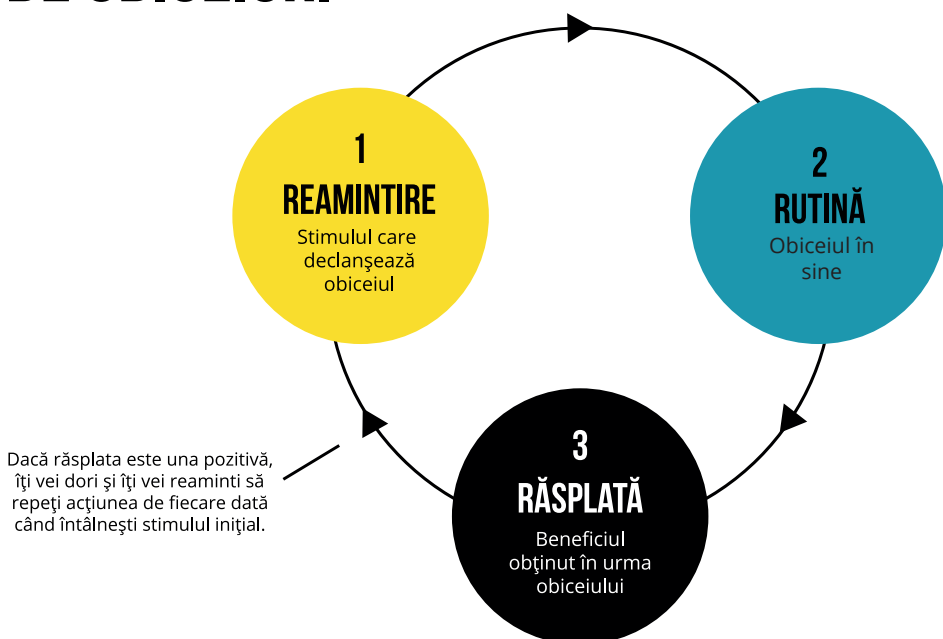 1
REAMINTIRE
Stimulul care
declanşează
obiceiul
2
RUTINĂ
Obiceiul în
sine
3
RĂSPLATĂ
Beneficiul
obţinut în urma
obiceiului
Dacă răsplata este una pozitivă,
îţi vei dori şi îţi vei reaminti să
repeţi acţiunea de fiecare dată
când întâlneşti stimulul iniţial.